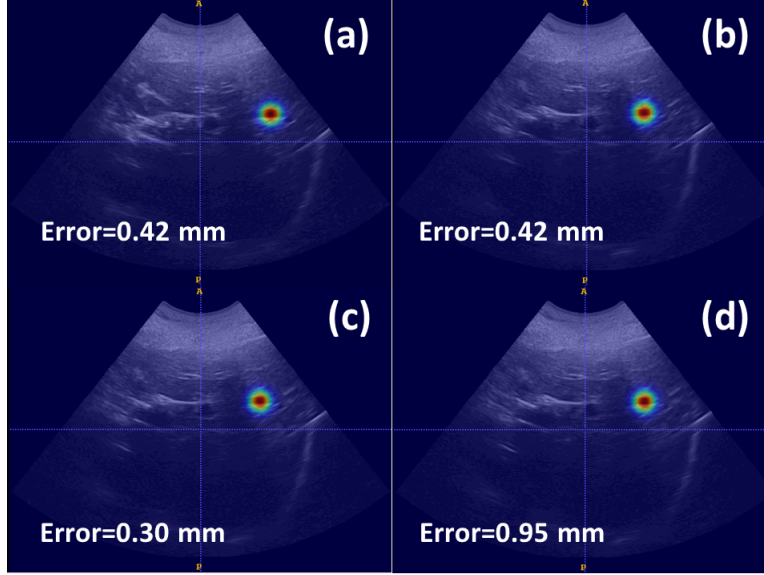 A
(a)
Error=0.42 mm
P
A
(b)
Error=0.42 mm
P
A
(c)
Error=0.30 mm
P
A
(d)
Error=0.95 mm
P